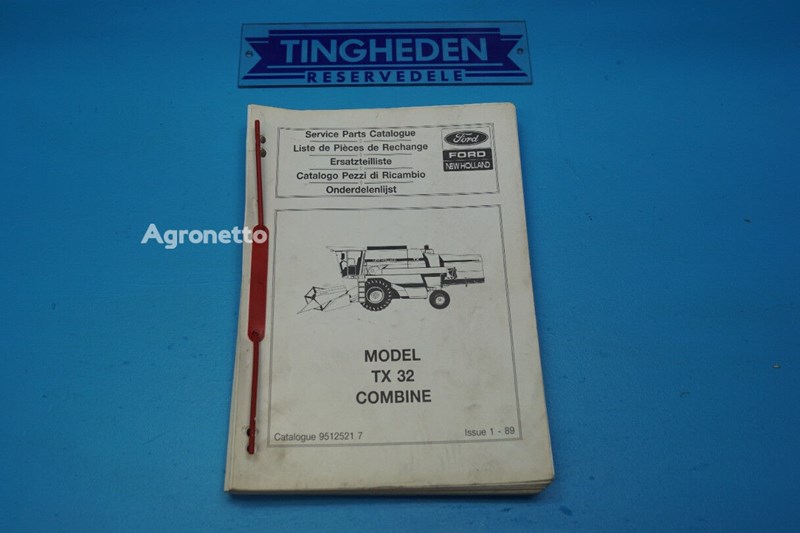 TINGHEDEN
RESERVEDELE
Service Parts Catalogue
Liste de Pièces de Rechange
Ersatzteilliste
Catalogo Pezzi di Ricambio
Onderdelenlijst
Ford
FORD
NEW HOLLAND
Agronetto
MODEL
TX 32
COMBINE
Catalogue 9512521 7
Issue 1 - 89